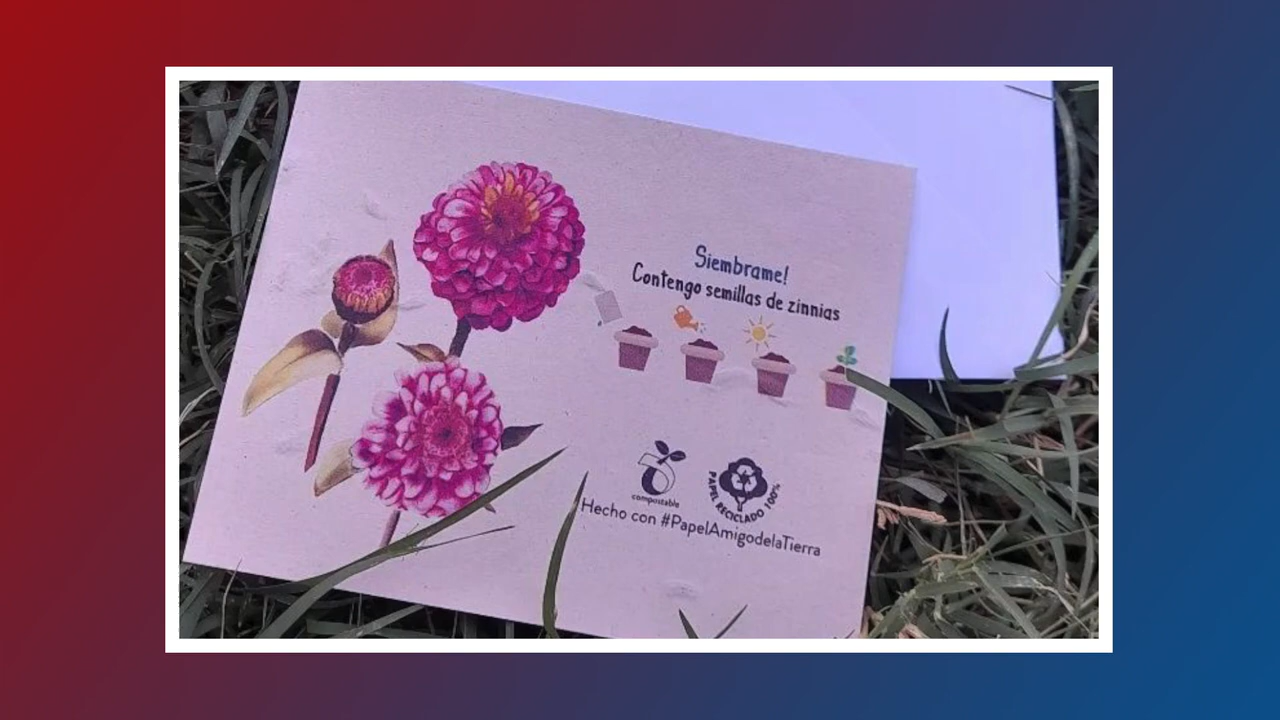 Siembrame!
Contengo semillas de zinnias
compostable
PAPEL RECICLADO 100%
Hecho con #PapelAmigodelaTierra